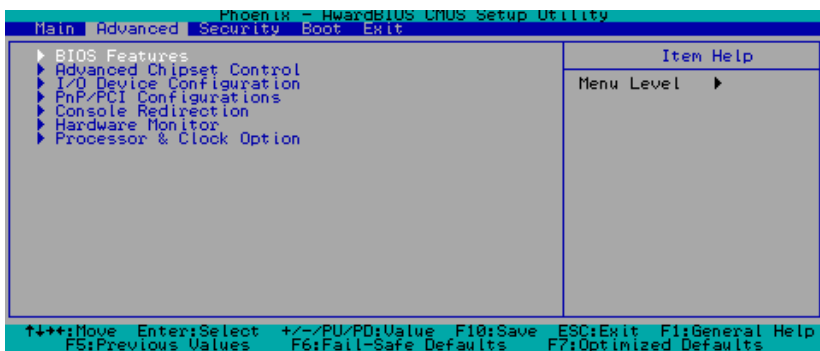 Phoenix - AwardBIOS CMOS Setup Utility
Main Advanced Security Boot Exit
BIOS Features
Advanced Chipset Control
I/O Device Configuration
PnP/PCI Configurations
Console Redirection
Hardware Monitor
Processor & Clock Option
Item Help
Menu Level
↑↓→←:Move Enter:Select +/-/PU/PD:Value F10:Save ESC:Exit F1:General Help
F5:Previous Values F6:Fail-Safe Defaults F7:Optimized Defaults